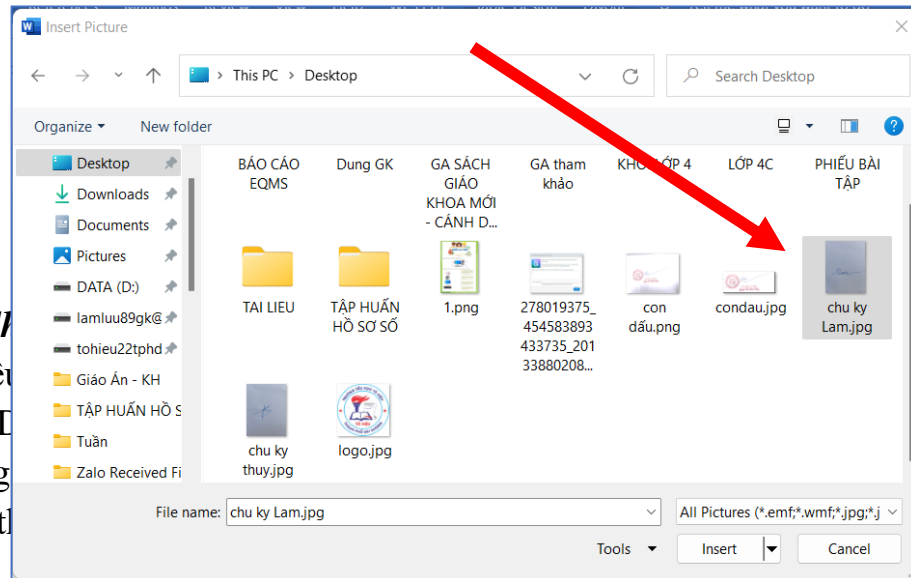 Insert Picture
This PC > Desktop
Search Desktop
Organize
New folder
Desktop
Downloads
Documents
Pictures
DATA (D:)
lamluu89gk@
tohieu22tphd
Giáo Án - KH
TẬP HUẤN HỒ S
Tuần
Zalo Received Fi
BÁO CÁO
EQMS
Dung GK
GA SÁCH
GIÁO
KHOA MỚI
- CÁNH D...
GA tham
khảo
LỚP 4
LỚP 4C
PHIẾU BÀI
TẬP
TAI LIEU
TẬP HUẤN
HỒ SƠ SỐ
1.png
278019375_
454583893
433735_201
33880208...
con
dấu.png
condau.jpg
chu ky
Lam.jpg
chu ky
thuy.jpg
logo.jpg
File name:
chu ky Lam.jpg
All Pictures (*.emf;*.wmf;*.jpg;*.j
Tools
Insert
Cancel